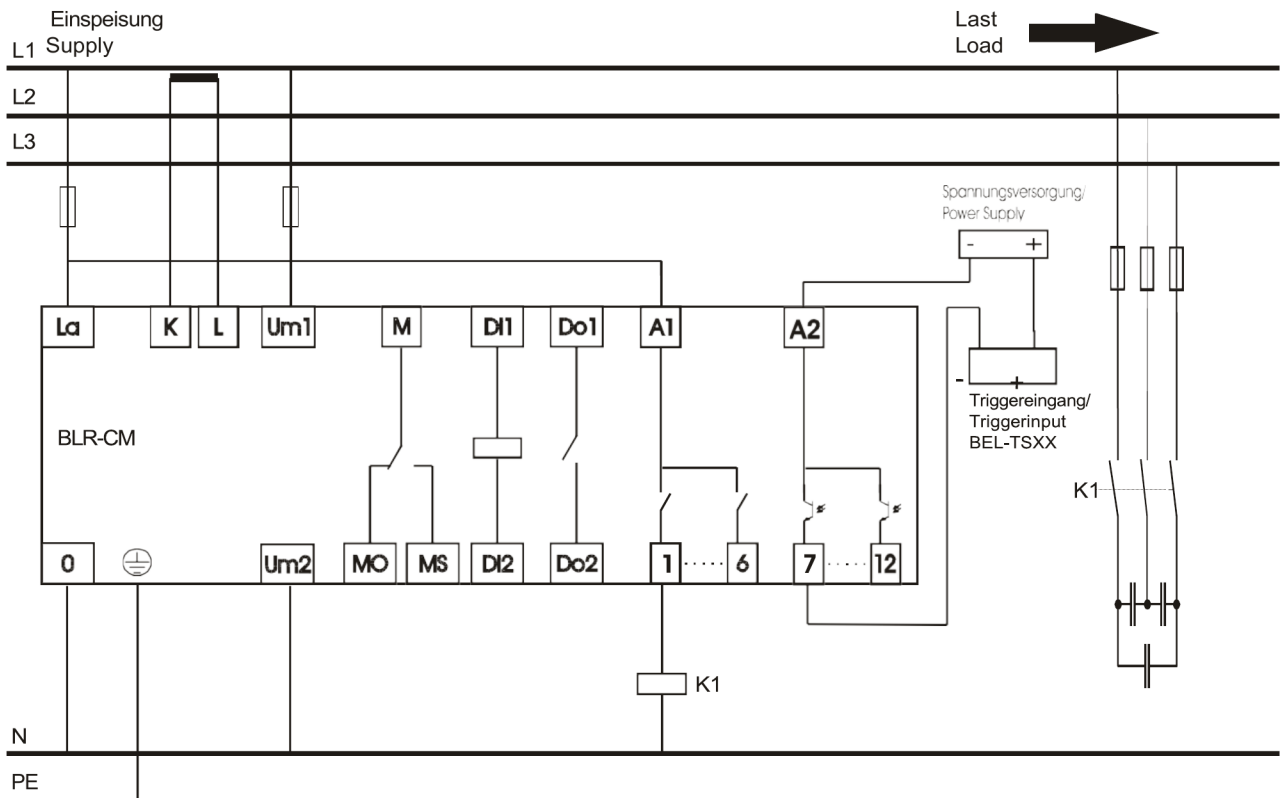 Einspeisung
L1 Supply
Last
Load
L2
L3
Spannungsversorgung/
Power Supply
- +
La K L Um1 M DI1 Do1 A1 A2
-
+
Triggereingang/
Triggerinput
BEL-TSXX
BLR-CM
K1
0 Um2 MO MS DI2 Do2 1 ..... 6 7 ..... 12
K1
N
PE